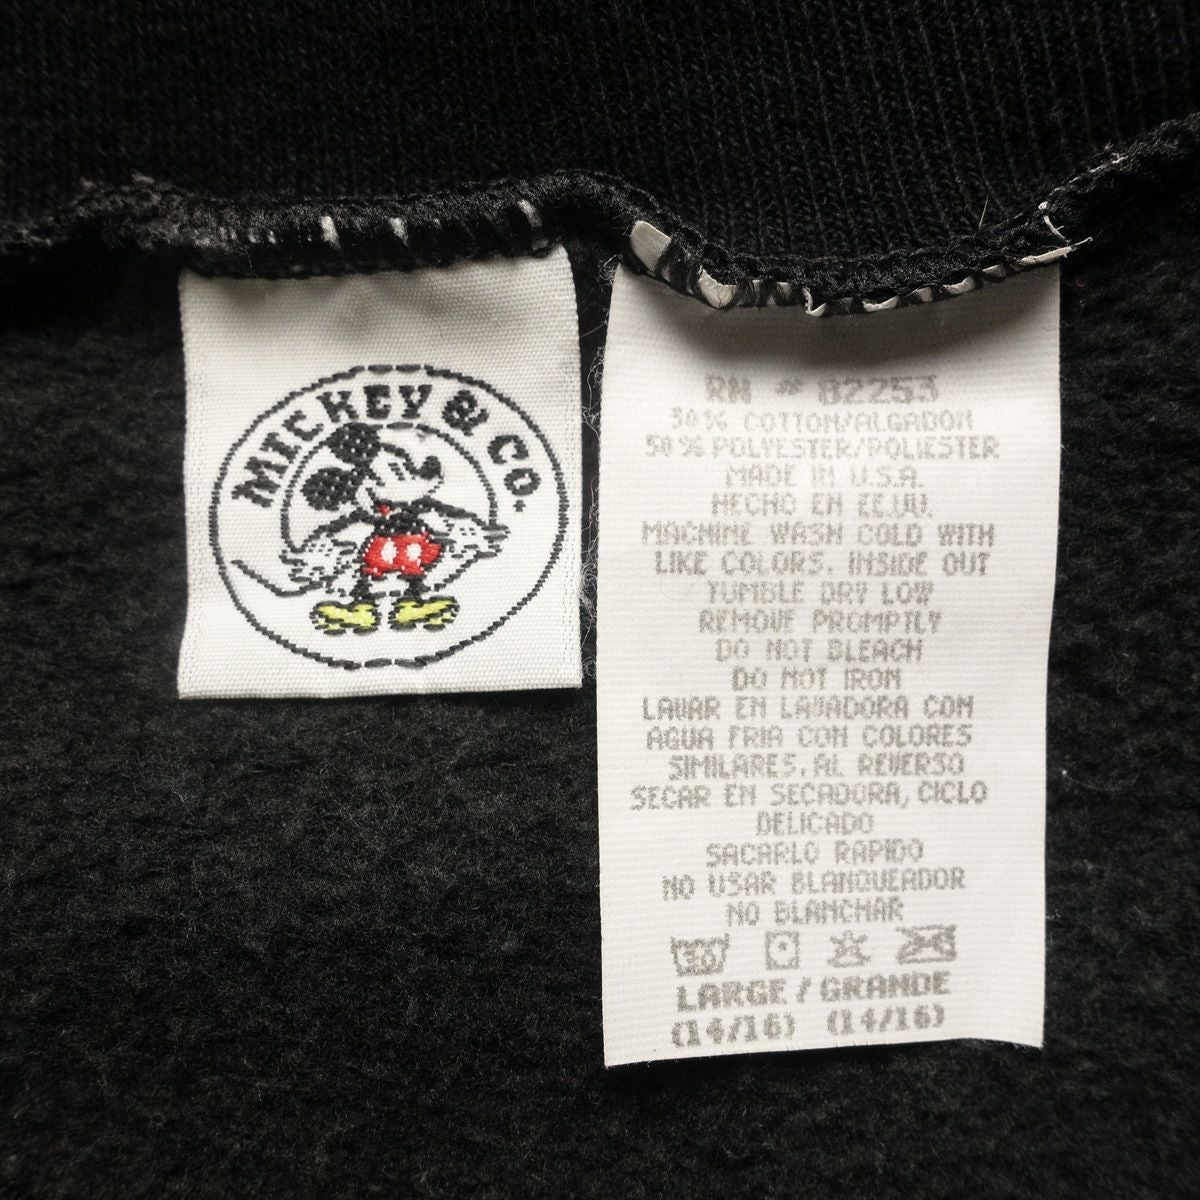 MICKEY & CO.
RN # 82253
50% COTTON/ALGADON
50% POLYESTER/POLIESTER
MADE IN U.S.A.
HECHO EN EE.UU.
MACHINE WASH COLD WITH
LIKE COLORS, INSIDE OUT
TUMBLE DRY LOW
REMOVE PROMPTLY
DO NOT BLEACH
DO NOT IRON
LAVAR EN LAVADORA CON
AGUA FRIA CON COLORES
SIMILARES, AL REVERSO
SECAR EN SECADORA, CICLO
DELICADO
SACARLO RAPIDO
NO USAR BLANQUEADOR
NO BLANCHAR
30
LARGE / GRANDE
(14/16) (14/16)